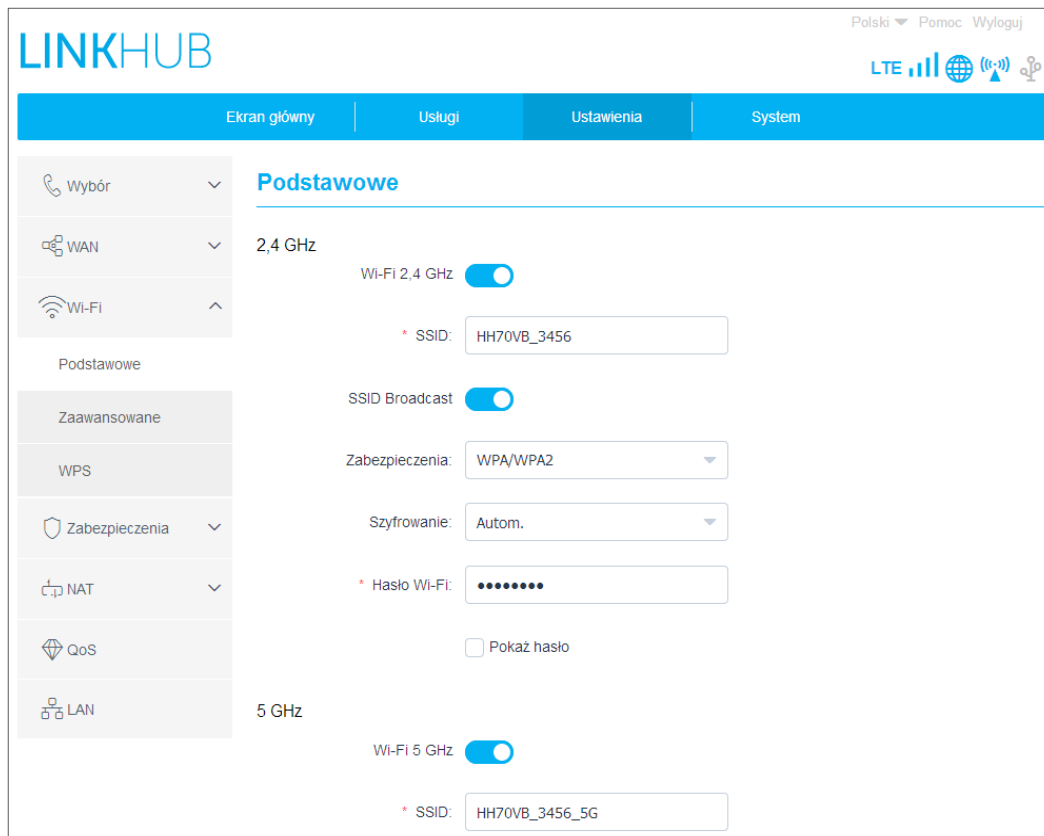 Polski Pomoc Wyloguj
LINKHUB
LTE
Ekran główny Usługi Ustawienia System
Wybór
WAN
Wi-Fi
Podstawowe
Zaawansowane
WPS
Zabezpieczenia
NAT
QoS
LAN
Podstawowe
2,4 GHz
Wi-Fi 2,4 GHz
* SSID: HH70VB_3456
SSID Broadcast
Zabezpieczenia: WPA/WPA2
Szyfrowanie: Autom.
* Hasło Wi-Fi: ••••••••
Pokaż hasło
5 GHz
Wi-Fi 5 GHz
* SSID: HH70VB_3456_5G